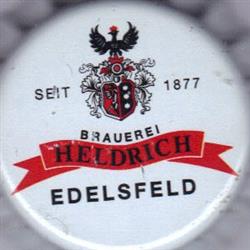 SEIT 1877
BRAUEREI
HELDRICH
EDELSFELD